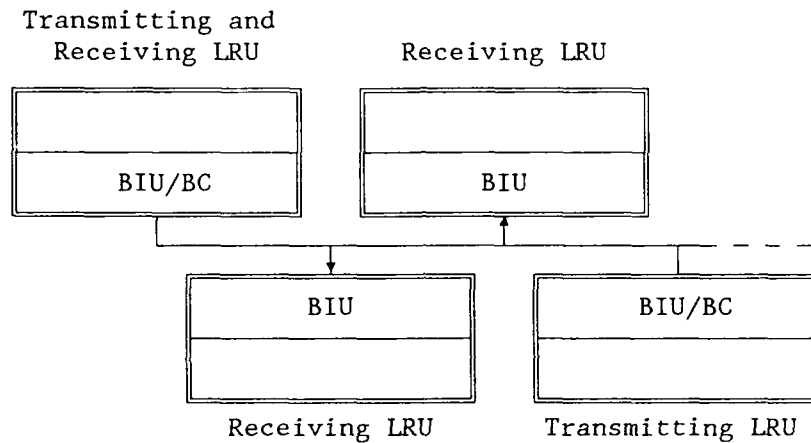 Transmitting and
Receiving LRU
Receiving LRU
BIU/BC
BIU
BIU
BIU/BC
Receiving LRU
Transmitting LRU